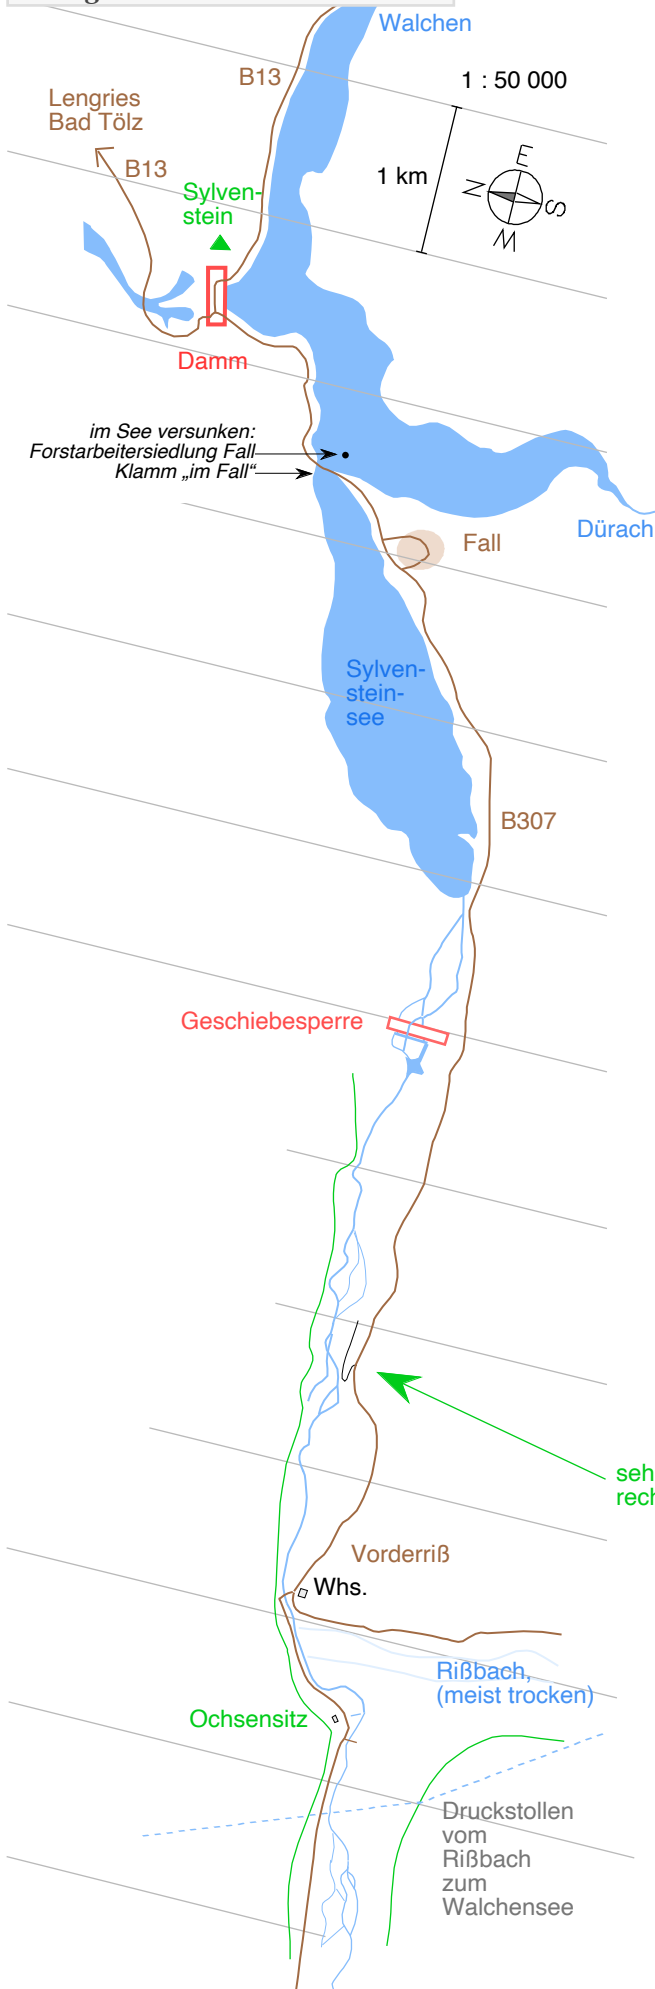 Walchen
B13
1 : 50 000
Lengries
Bad Tölz
B13
1 km
E
N
S
W
Sylven-
stein
Damm
im See versunken:
Forstarbeitersiedlung Fall
Klamm „im Fall“
Dürach
Fall
Sylven-
stein-
see
B307
Geschiebesperre
seh
rech
Vorderriß
Whs.
Rißbach,
(meist trocken)
Ochsensitz
Druckstollen
vom
Rißbach
zum
Walchensee